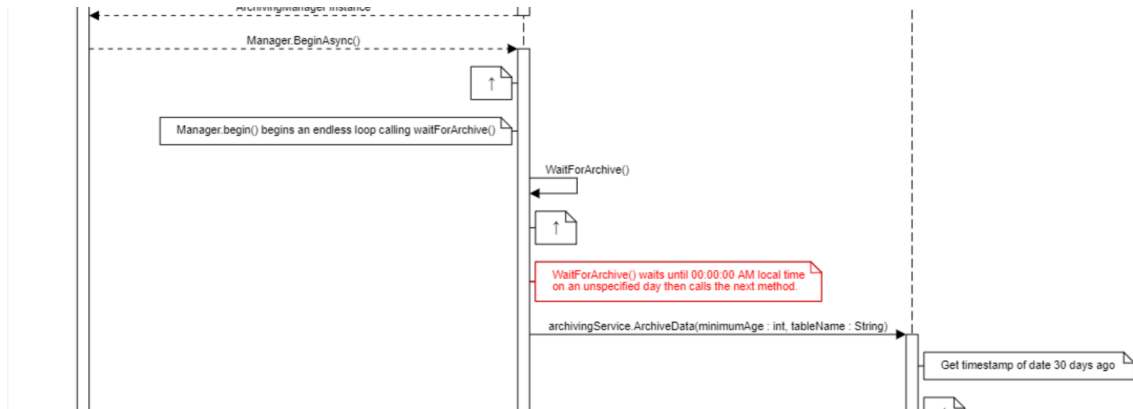 ArchivingManager instance
Manager.BeginAsync()
↑
Manager.begin() begins an endless loop calling waitForArchive()
WaitForArchive()
↑
WaitForArchive() waits until 00:00:00 AM local time
on an unspecified day then calls the next method.
archivingService.ArchiveData(minimumAge : int, tableName : String)
Get timestamp of date 30 days ago